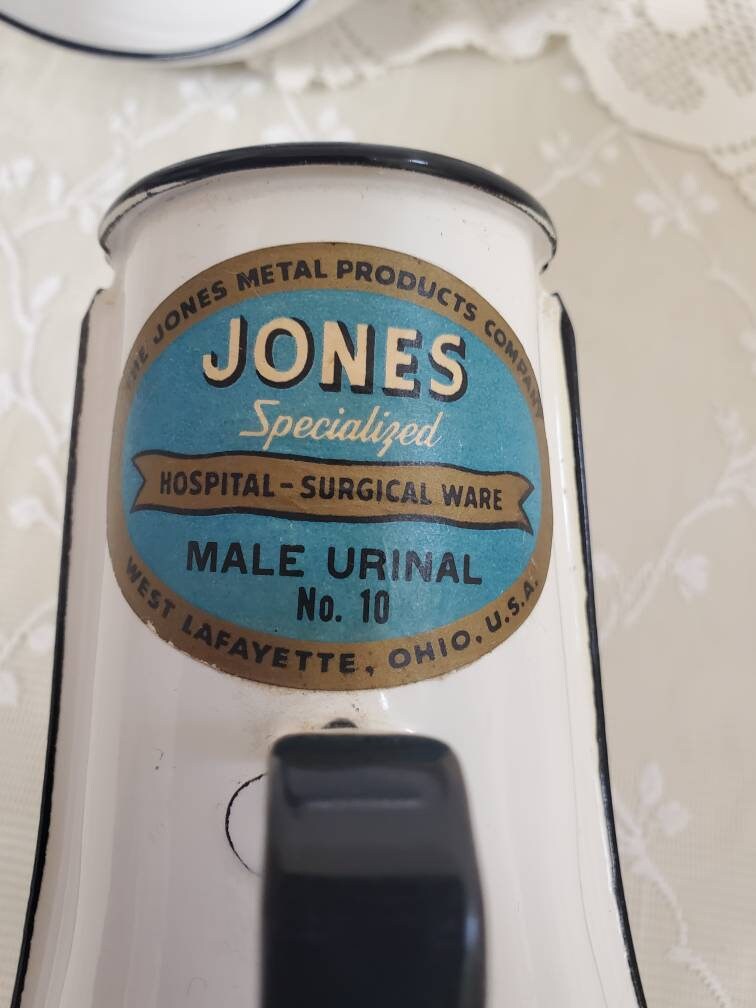 THE JONES METAL PRODUCTS COMPANY
JONES
Specialized
HOSPITAL-SURGICAL WARE
MALE URINAL
No. 10
WEST LAFAYETTE, OHIO, U.S.A.